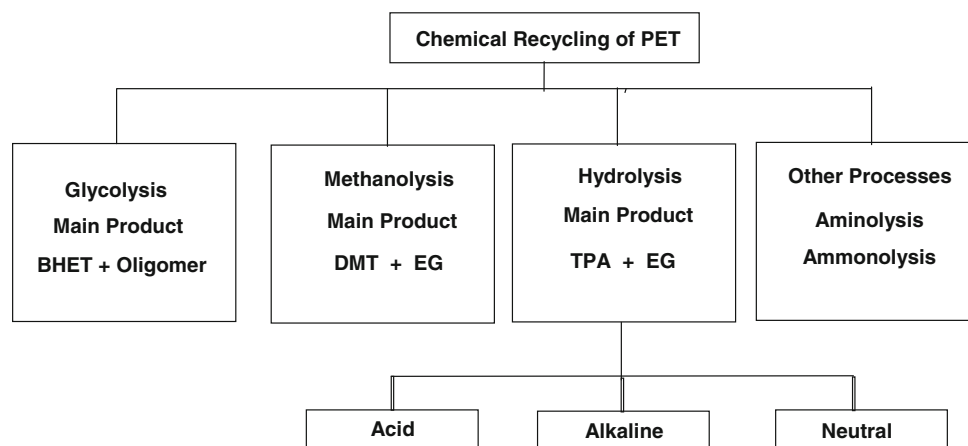 Chemical Recycling of PET
Glycolysis
Main Product
BHET + Oligomer
Methanolysis
Main Product
DMT + EG
Hydrolysis
Main Product
TPA + EG
Other Processes
Aminolysis
Ammonolysis
Acid
Alkaline
Neutral